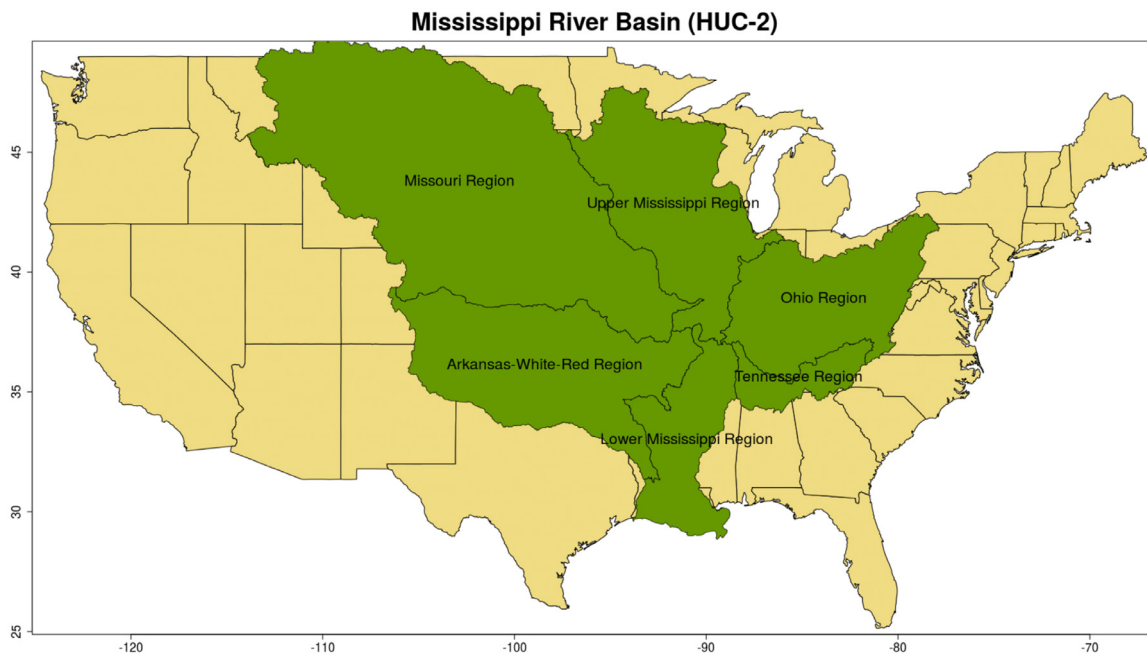 Mississippi River Basin (HUC-2)
45
Missouri Region
Upper Mississippi Region
40
Ohio Region
Arkansas-White-Red Region
Tennessee Region
35
Lower Mississippi Region
30
25
-120
-110
-100
-90
-80
-70